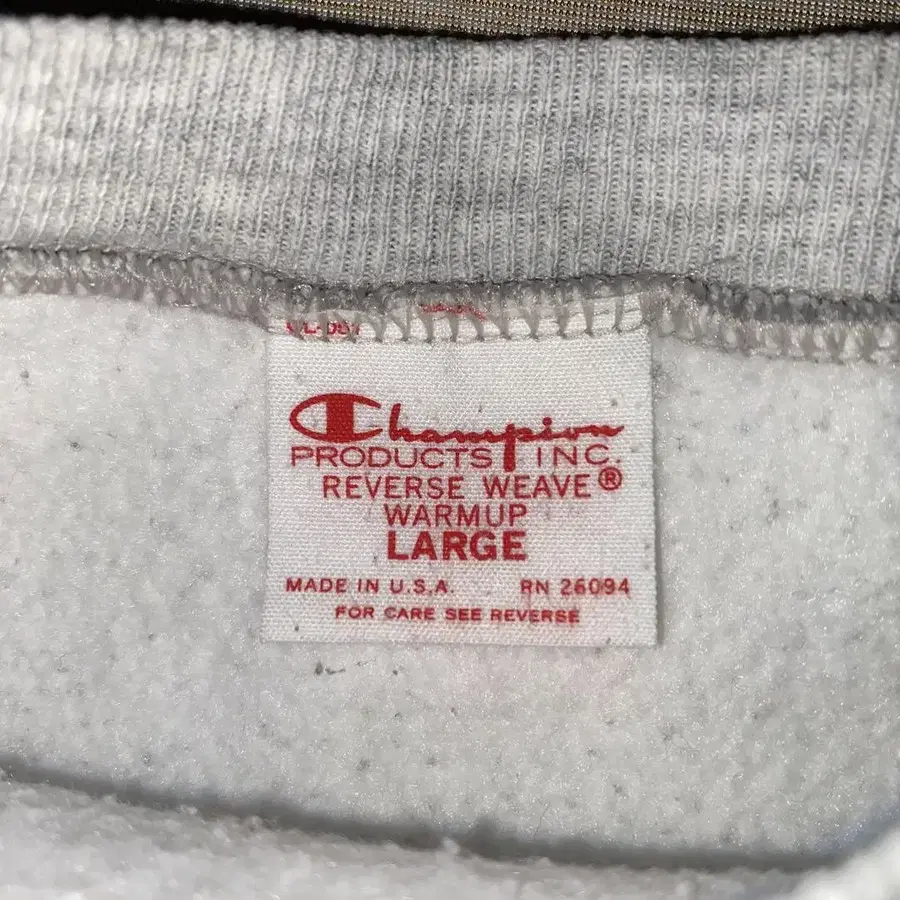 Champion
PRODUCTS INC.
REVERSE WEAVE®
WARMUP
LARGE
MADE IN U.S.A. RN 26094
FOR CARE SEE REVERSE